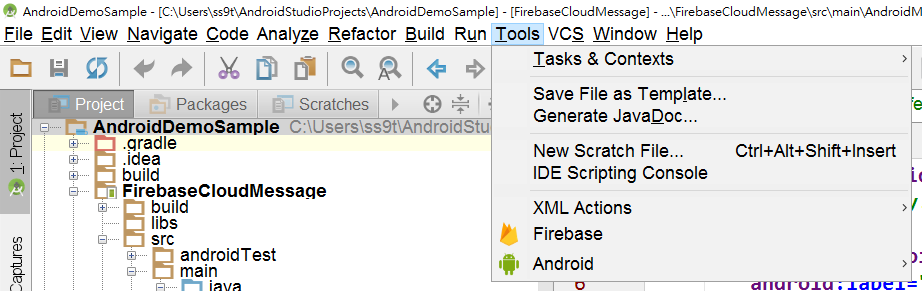 AndroidDemoSample - [C:\Users\ss9t\AndroidStudioProjects\AndroidDemoSample] - [FirebaseCloudMessage] - ...\FirebaseCloudMessage\src\main\AndroidM
File Edit View Navigate Code Analyze Refactor Build Run Tools VCS Window Help
Project Packages Scratches
1: Project
Captures
AndroidDemoSample C:\Users\ss9t\AndroidStu
.gradle
.idea
build
FirebaseCloudMessage
build
libs
src
androidTest
main
java
Tasks & Contexts
Save File as Template...
Generate JavaDoc...
New Scratch File... Ctrl+Alt+Shift+Insert
IDE Scripting Console
XML Actions
Firebase
Android
6 android:label="